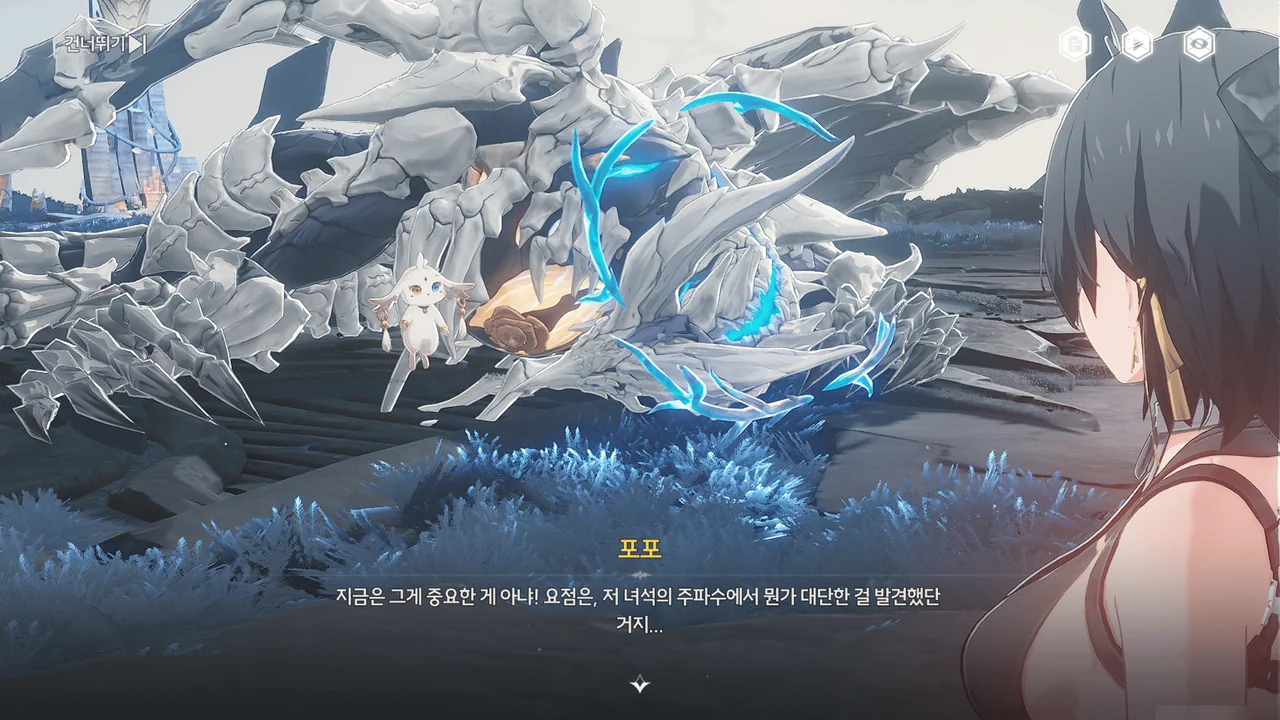 건너뛰기
포포
지금은 그게 중요한 게 아냐! 요점은, 저 녀석의 주파수에서 뭔가 대단한 걸 발견했단
거지...